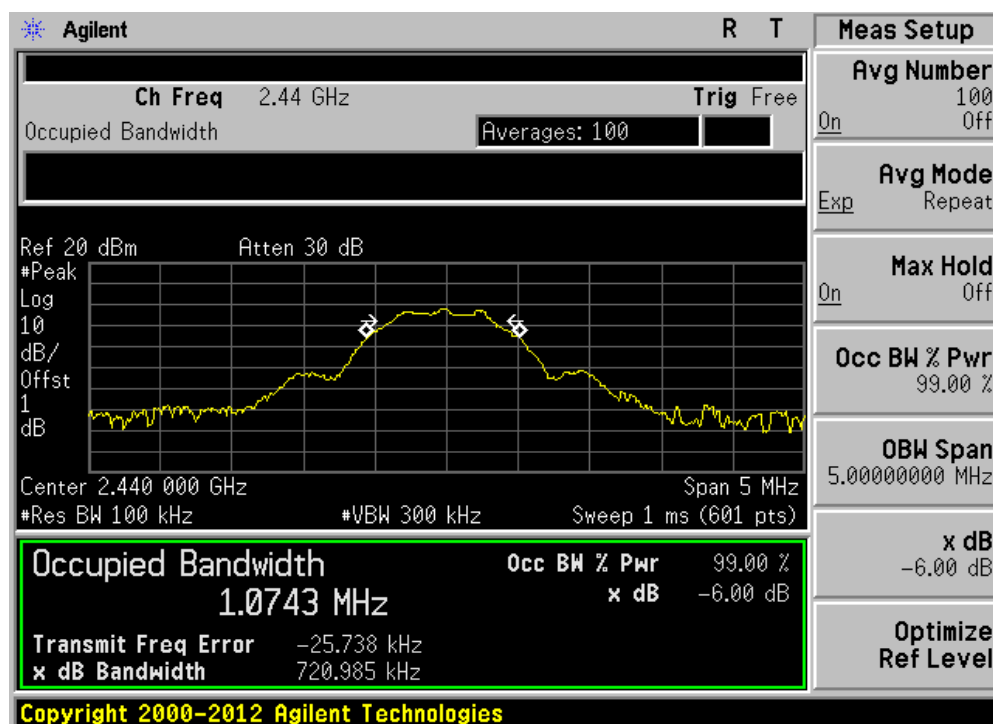 Agilent R T
Ch Freq 2.44 GHz Trig Free
Occupied Bandwidth Averages: 100
Ref 20 dBm Atten 30 dB
#Peak
Log
10
dB/
Offst
1
dB
Center 2.440 000 GHz Span 5 MHz
#Res BW 100 kHz #VBW 300 kHz Sweep 1 ms (601 pts)
Occupied Bandwidth
1.0743 MHz
Occ BW % Pwr 99.00 %
x dB -6.00 dB
Transmit Freq Error -25.738 kHz
x dB Bandwidth 720.985 kHz
Copyright 2000-2012 Agilent Technologies
Meas Setup
Avg Number
100
On Off
Avg Mode
Exp Repeat
Max Hold
On Off
Occ BW % Pwr
99.00 %
OBW Span
5.00000000 MHz
x dB
-6.00 dB
Optimize
Ref Level